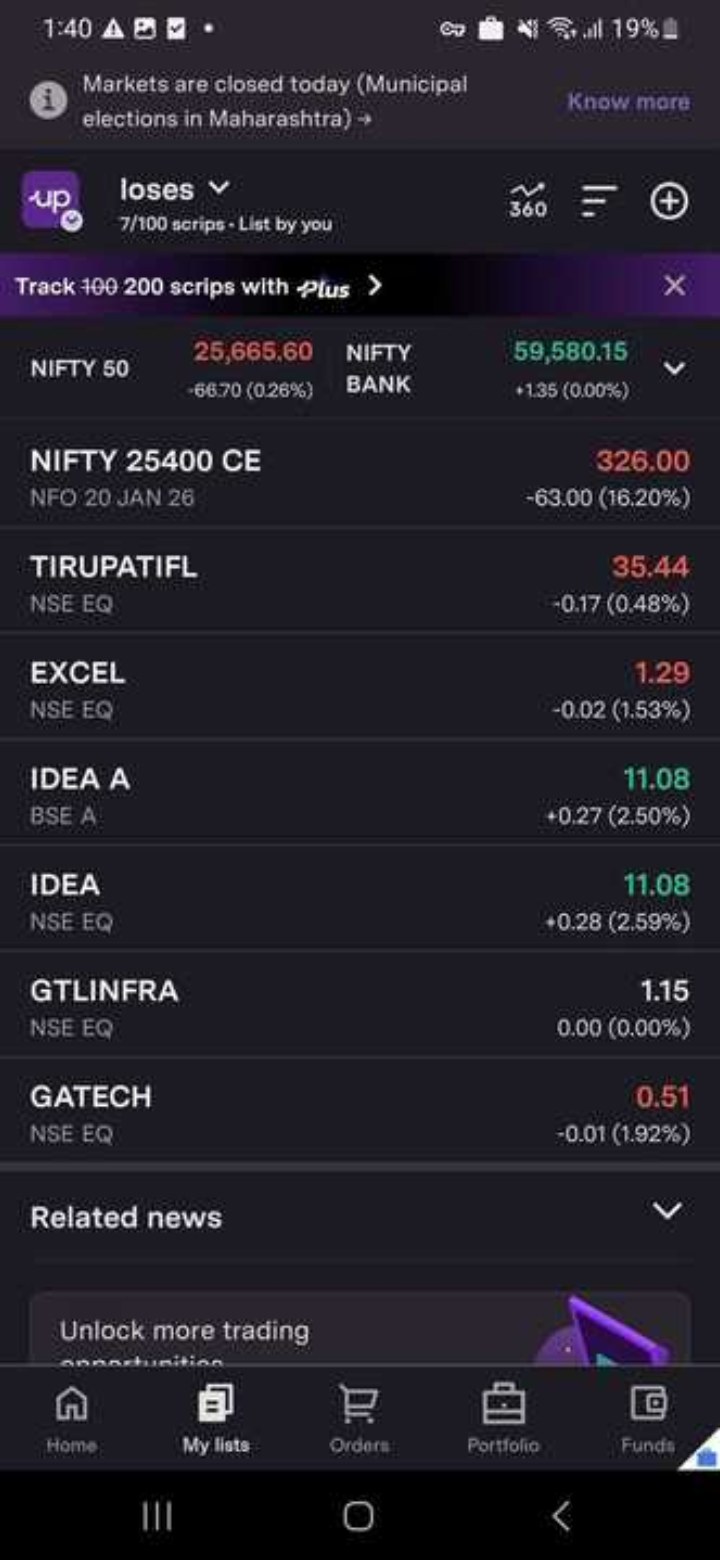 1:40
19%
Markets are closed today (Municipal
elections in Maharashtra) →
Know more
up
loses
7/100 scrips • List by you
360
Track 100 200 scrips with Plus
NIFTY 50
25,665.60
-66.70 (0.26%)
NIFTY
BANK
59,580.15
+1.35 (0.00%)
NIFTY 25400 CE
326.00
NFO 20 JAN 26
-63.00 (16.20%)
TIRUPATIFL
35.44
NSE EQ
-0.17 (0.48%)
EXCEL
1.29
NSE EQ
-0.02 (1.53%)
IDEA A
11.08
BSE A
+0.27 (2.50%)
IDEA
11.08
NSE EQ
+0.28 (2.59%)
GTLINFRA
1.15
NSE EQ
0.00 (0.00%)
GATECH
0.51
NSE EQ
-0.01 (1.92%)
Related news
Unlock more trading
opportunities
Home
My lists
Orders
Portfolio
Funds